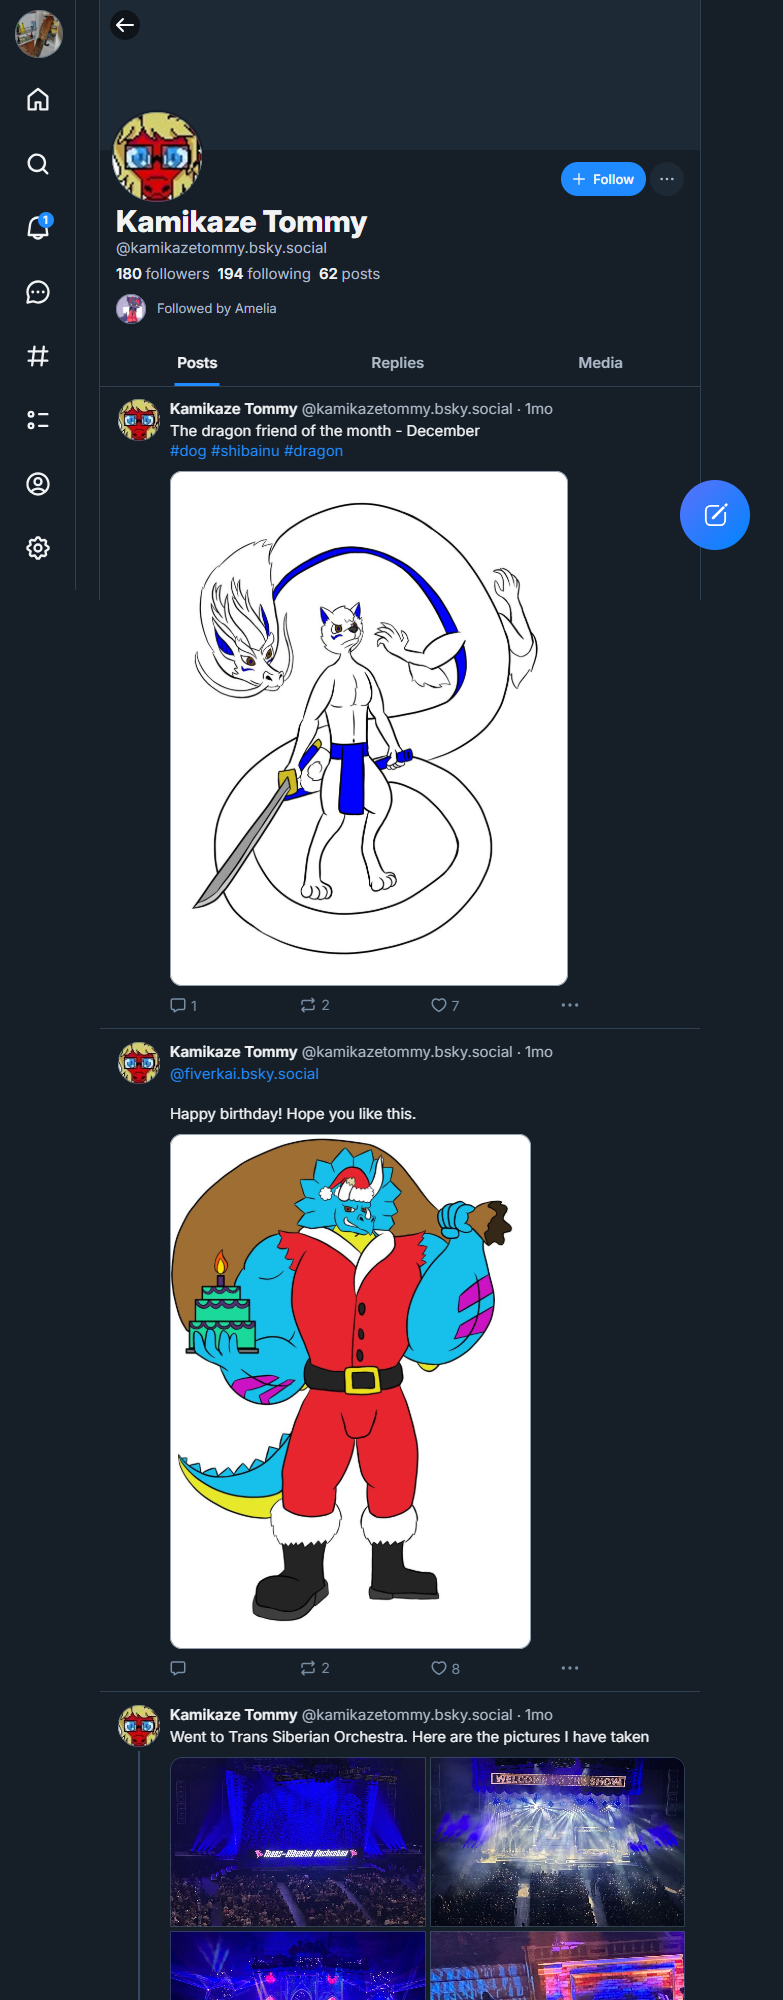 1
+ Follow
Kamikaze Tommy
@kamikazetommy.bsky.social
180 followers 194 following 62 posts
Followed by Amelia
Posts Replies Media
Kamikaze Tommy @kamikazetommy.bsky.social · 1mo
The dragon friend of the month - December
#dog #shibainu #dragon
1 2 7
Kamikaze Tommy @kamikazetommy.bsky.social · 1mo
@fiverkai.bsky.social
Happy birthday! Hope you like this.
2 8
Kamikaze Tommy @kamikazetommy.bsky.social · 1mo
Went to Trans Siberian Orchestra. Here are the pictures I have taken
WELCOME TO THE SHOW
Trans-Siberian Orchestra